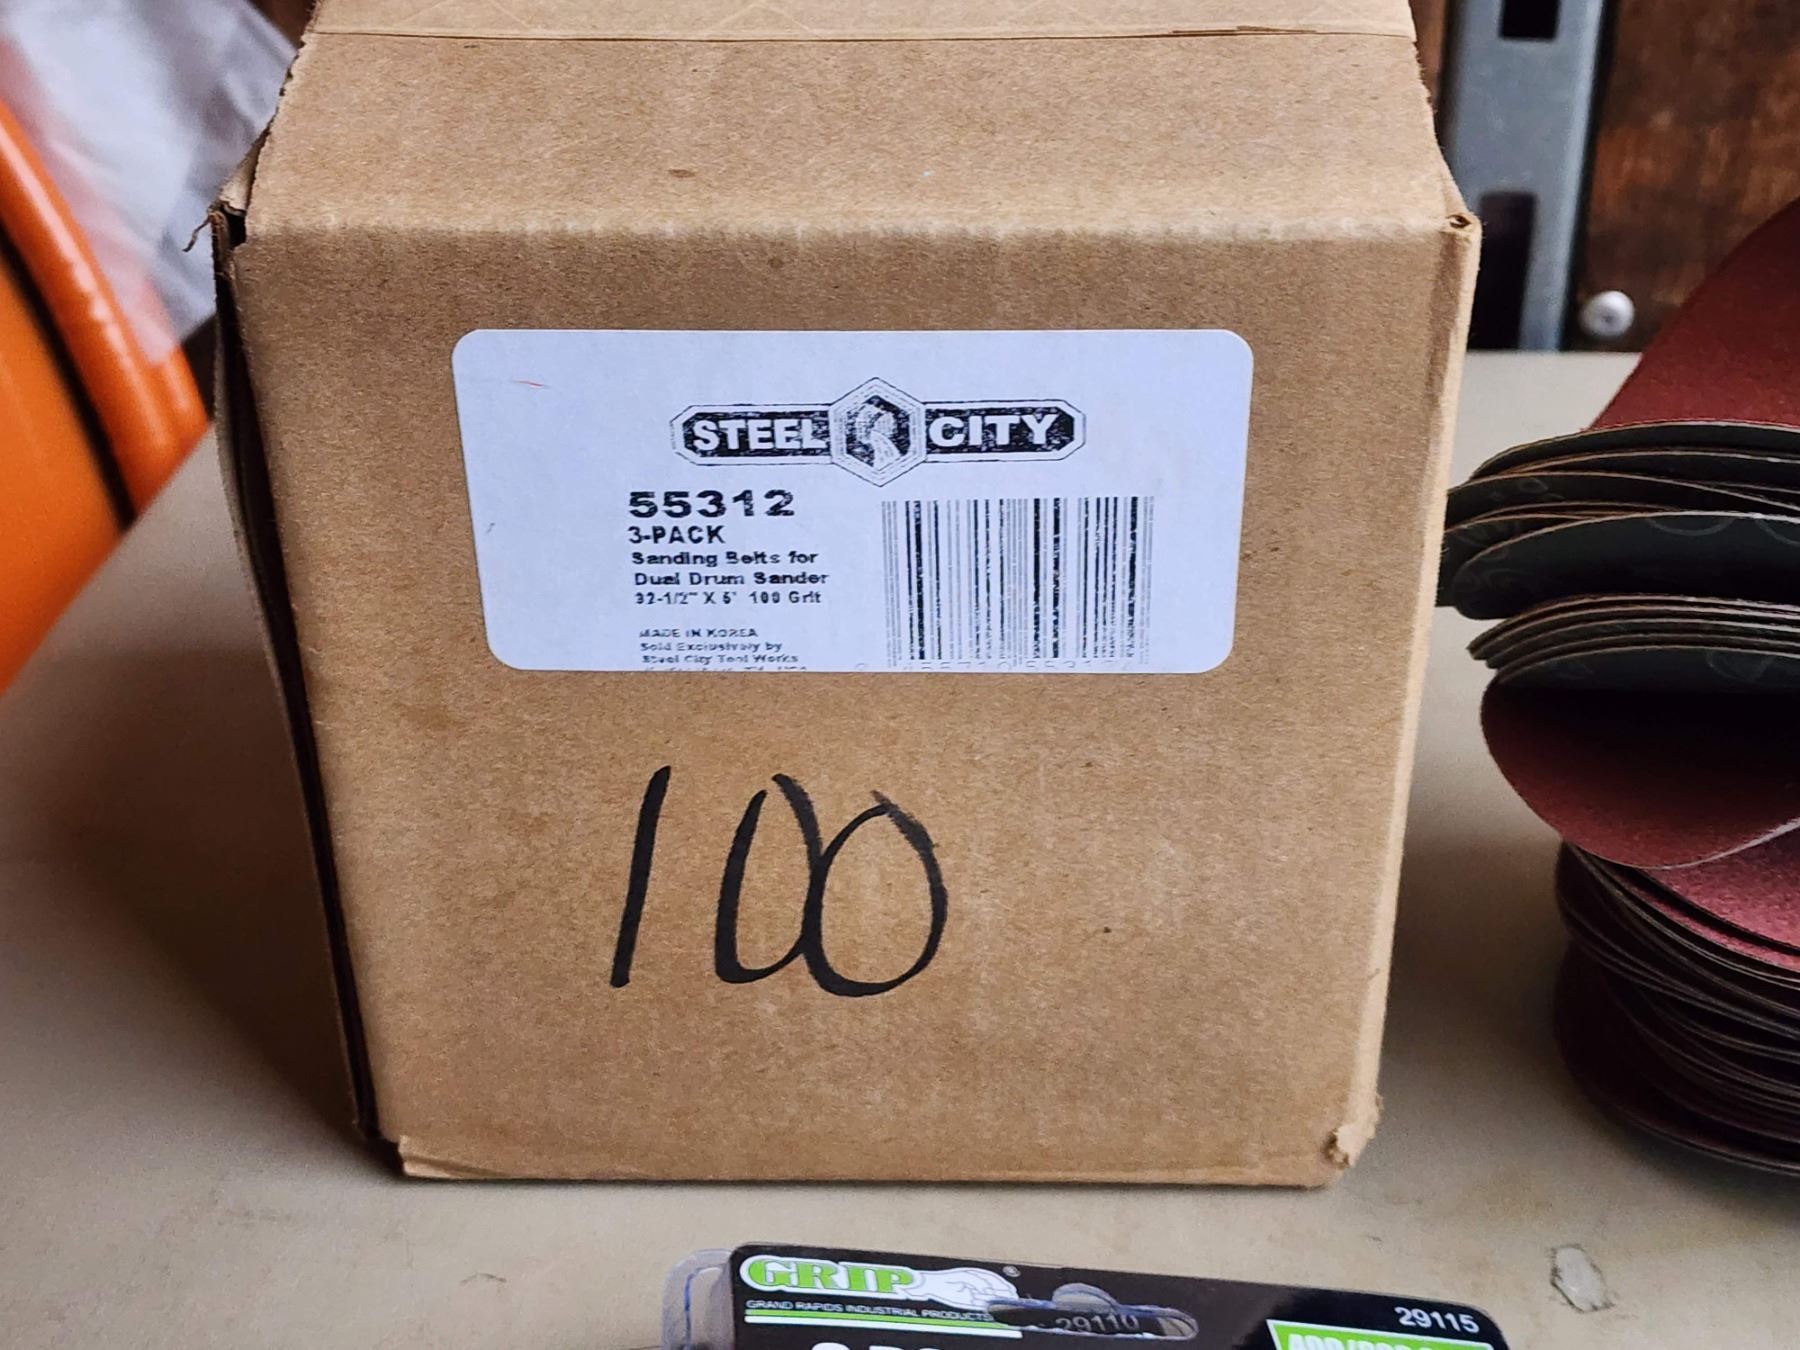 STEEL CITY
55312
3-PACK
Sanding Belts for
Dual Drum Sander
32-1/2" X 5' 100 Grit
MADE IN KOREA
Sold Exclusively by
Steel City Tool Works
100
GRIP
GRAND RAPIDS INDUSTRIAL PRODUCTS
29110
29115